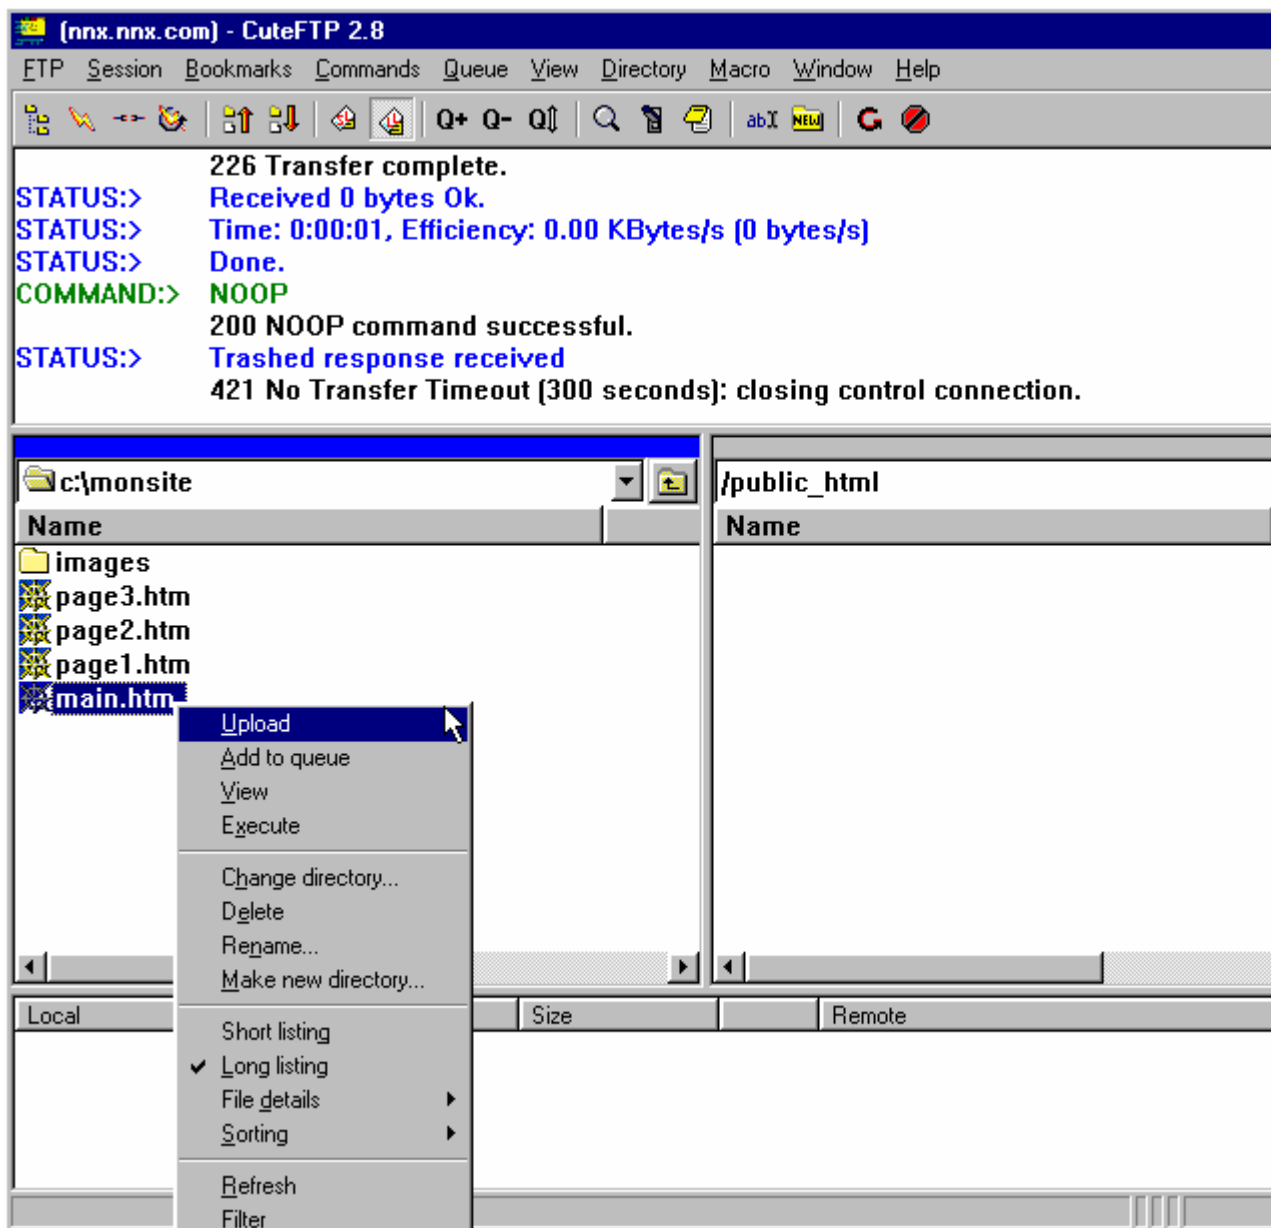 (nnx.nnx.com) - CuteFTP 2.8
FTP Session Bookmarks Commands Queue View Directory Macro Window Help
Q+ Q- Q abI NEW G
226 Transfer complete.
STATUS:> Received 0 bytes Ok.
STATUS:> Time: 0:00:01, Efficiency: 0.00 KBytes/s (0 bytes/s)
STATUS:> Done.
COMMAND:> NOOP
200 NOOP command successful.
STATUS:> Trashed response received
421 No Transfer Timeout (300 seconds): closing control connection.
c:\monsite
/public_html
Name
Name
images
page3.htm
page2.htm
page1.htm
main.htm
Upload
Add to queue
View
Execute
Change directory...
Delete
Rename...
Make new directory...
Short listing
Long listing
File details
Sorting
Refresh
Filter
Local Size Remote